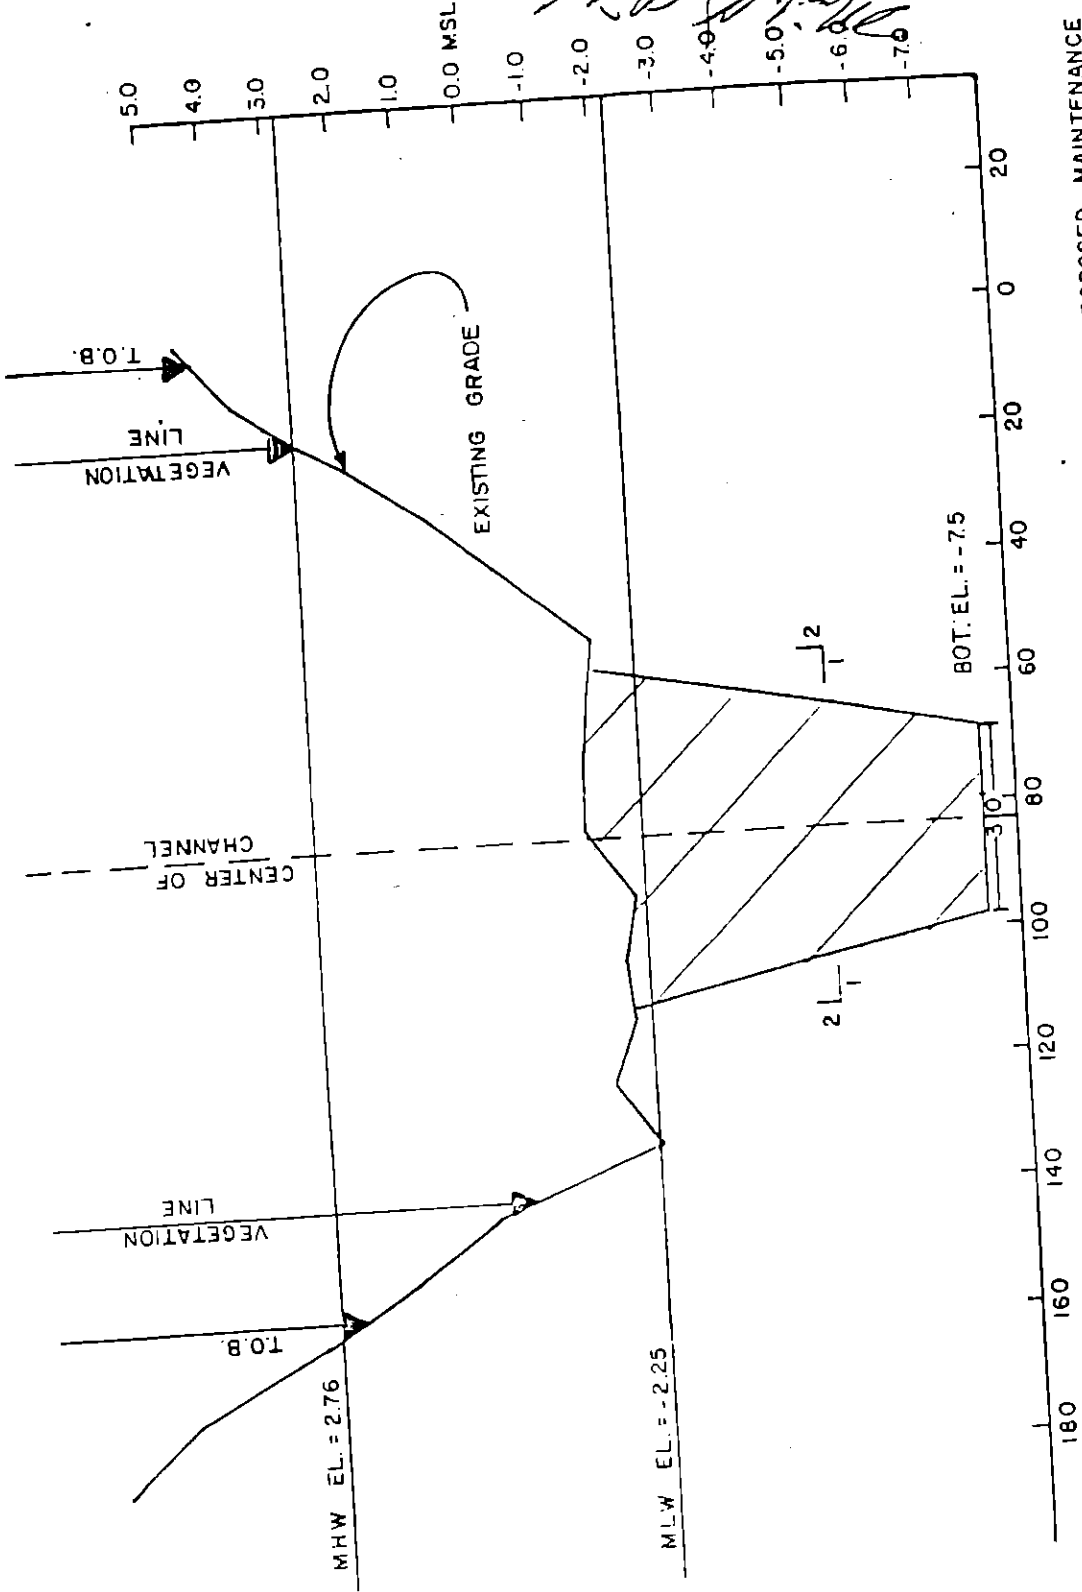 T.O.B.
VEGETATION
LINE
EXISTING GRADE
CENTER OF
CHANNEL
VEGETATION
LINE
T.O.B.
MHW EL. = 2.76
MLW EL. = -2.25
5.0
4.0
3.0
2.0
1.0
0.0 MSL
-1.0
-2.0
-3.0
-4.0
-5.0
-6.0
-7.0
2
1
2
1
BOT. EL. = -7.5
30
180
160
140
120
100
80
60
40
20
0
20
MAINTENANCE